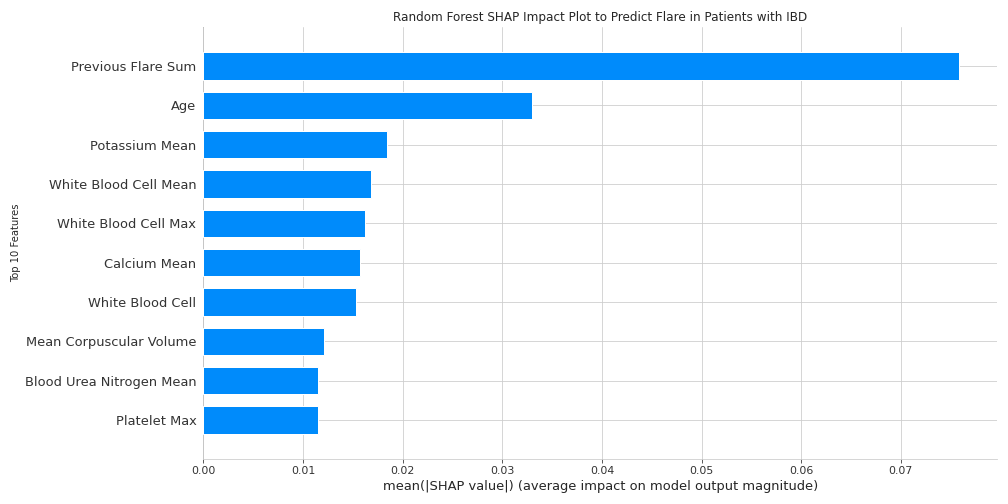 Random Forest SHAP Impact Plot to Predict Flare in Patients with IBD
Top 10 Features
Previous Flare Sum
Age
Potassium Mean
White Blood Cell Mean
White Blood Cell Max
Calcium Mean
White Blood Cell
Mean Corpuscular Volume
Blood Urea Nitrogen Mean
Platelet Max
0.00 0.01 0.02 0.03 0.04 0.05 0.06 0.07
mean(|SHAP value|) (average impact on model output magnitude)